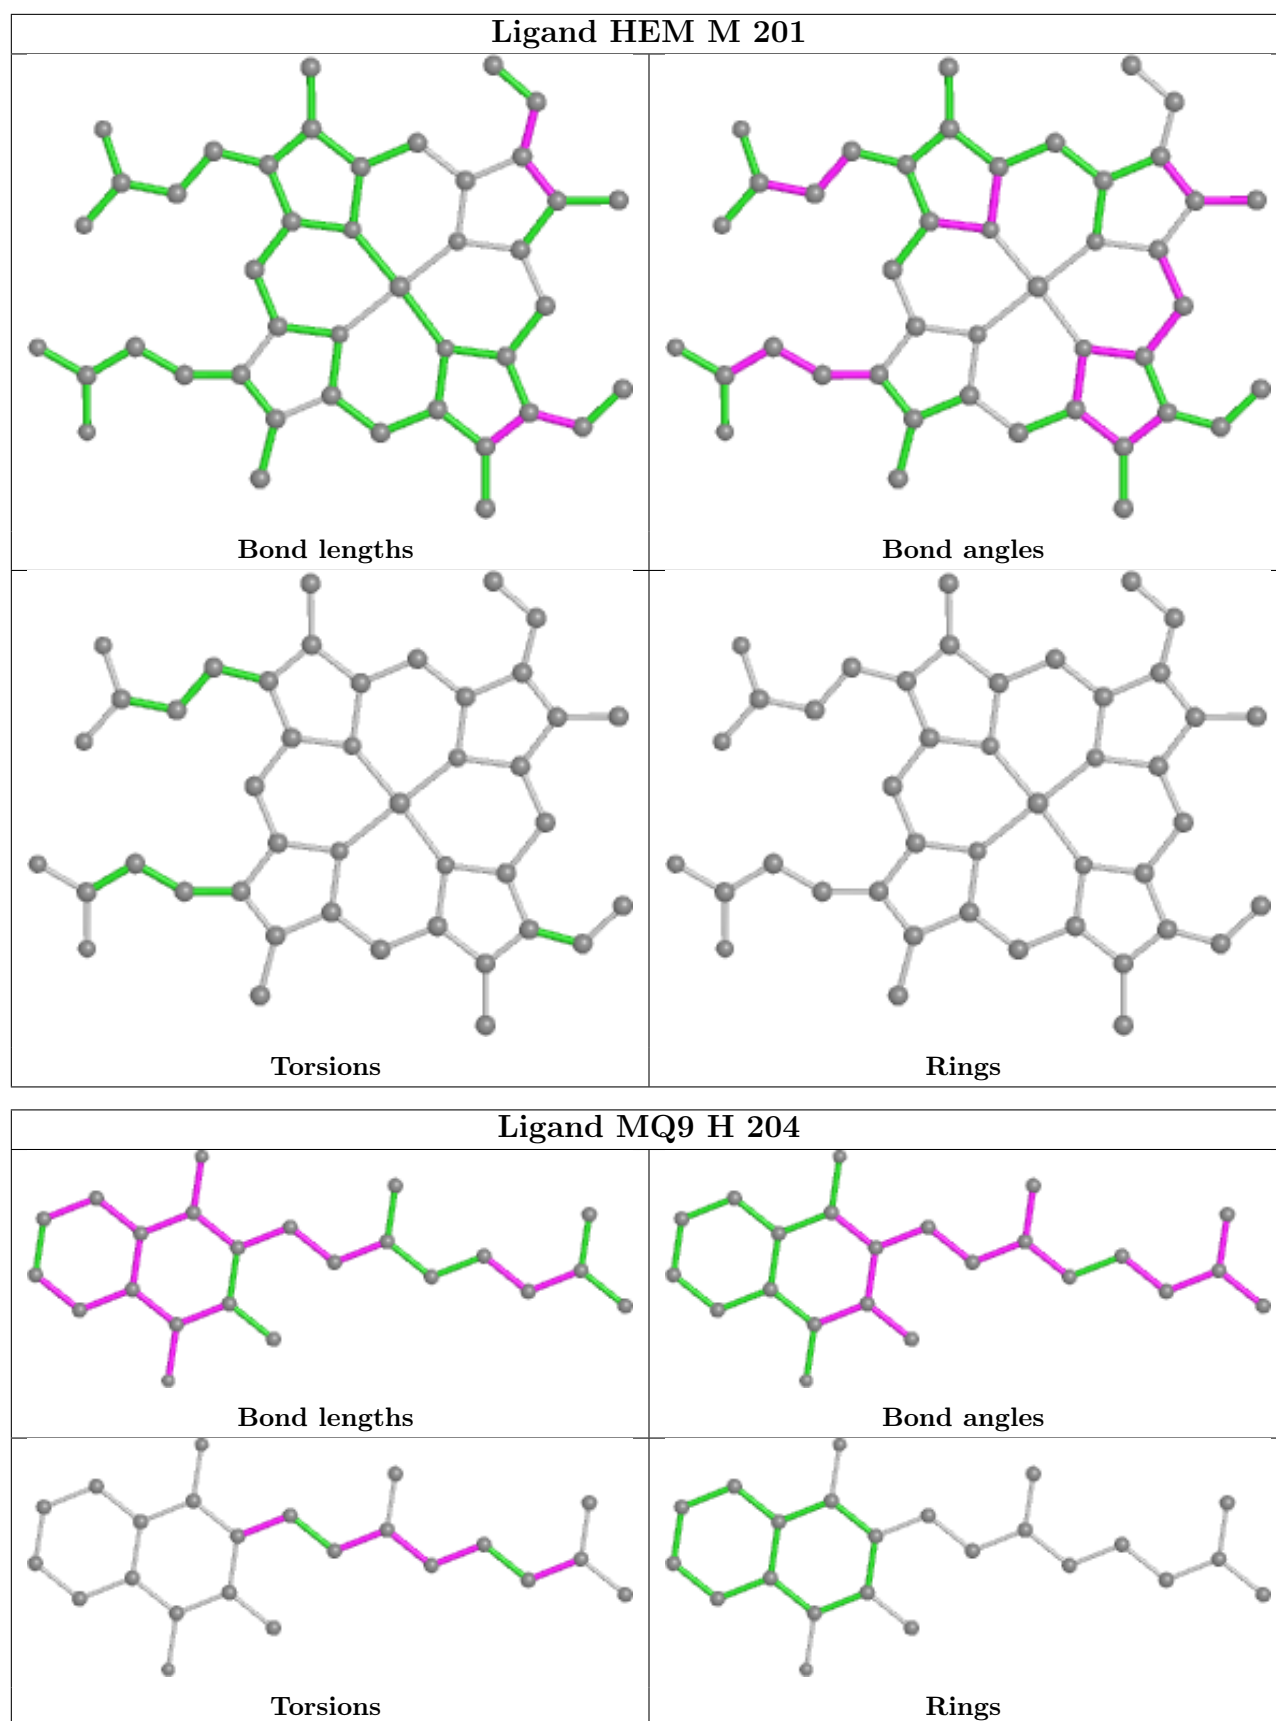 Ligand HEM M 201
Bond lengths
Bond angles
Torsions
Rings
Ligand MQ9 H 204
Bond lengths
Bond angles
Torsions
Rings